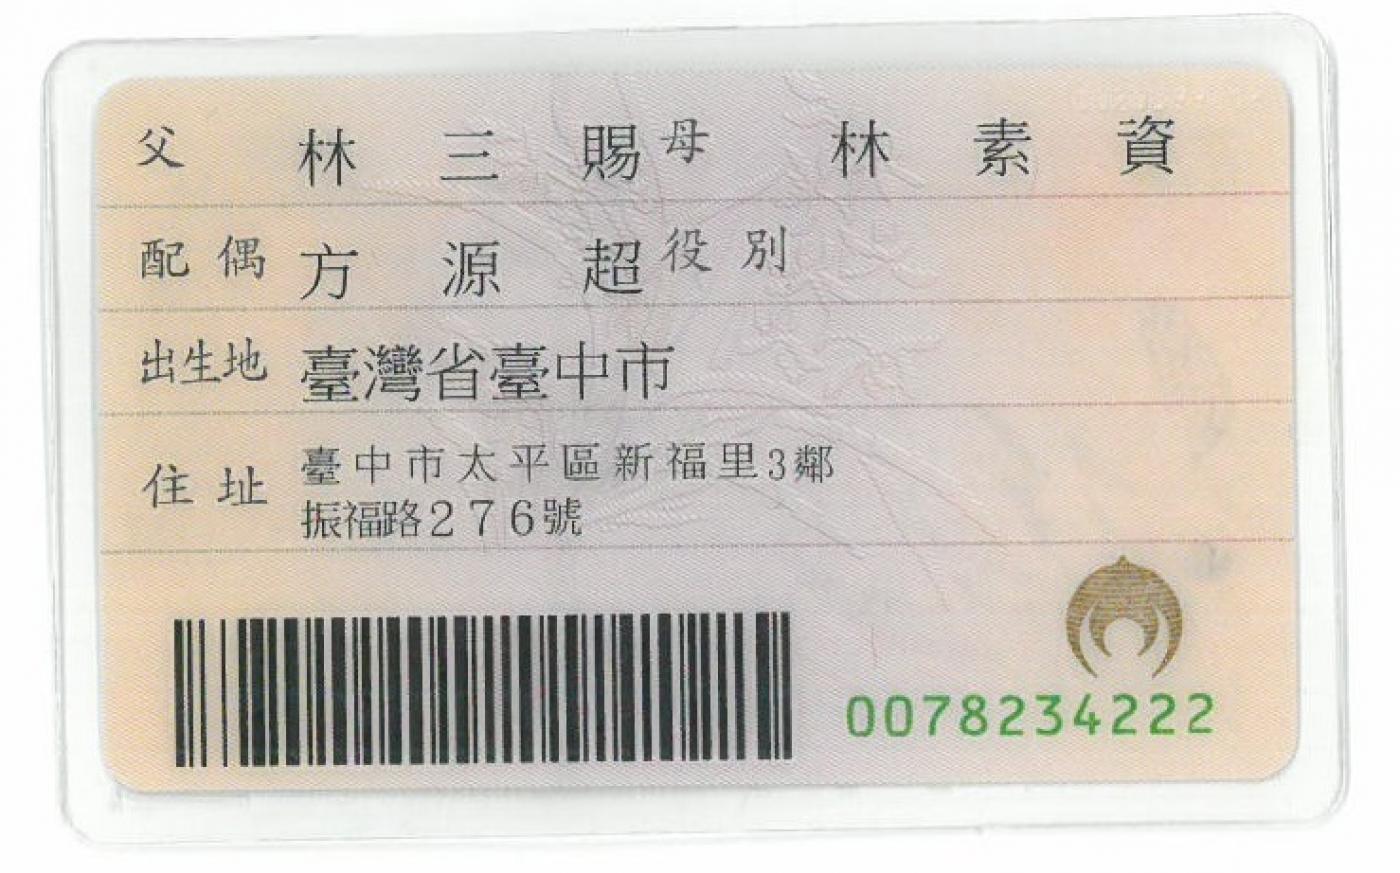 父 林三賜 母 林素資
配偶 方源超 役別
出生地 臺灣省臺中市
住址 臺中市太平區新福里3鄰
振福路276號
0078234222